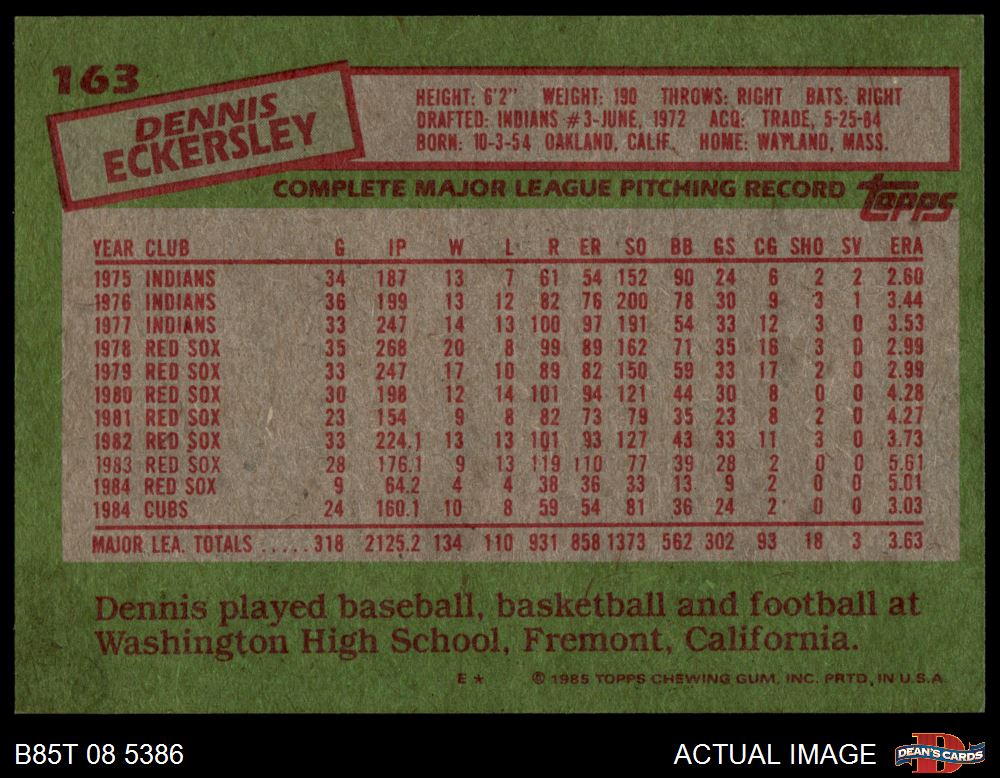 163
DENNIS
ECKERSLEY
HEIGHT: 6'2" WEIGHT: 190 THROWS: RIGHT BATS: RIGHT
DRAFTED: INDIANS #3-JUNE, 1972 ACQ: TRADE, 5-25-84
BORN: 10-3-54 OAKLAND, CALIF. HOME: WAYLAND, MASS.
COMPLETE MAJOR LEAGUE PITCHING RECORD topps
YEAR CLUB G IP W L R ER SO BB GS CG SHO SV ERA
1975 INDIANS 34 187 13 7 61 54 152 90 24 6 2 2 2.60
1976 INDIANS 36 199 13 12 82 76 200 78 30 9 3 1 3.44
1977 INDIANS 33 247 14 13 100 97 191 54 33 12 3 0 3.53
1978 RED SOX 35 268 20 8 99 89 162 71 35 16 3 0 2.99
1979 RED SOX 33 247 17 10 89 82 150 59 33 17 2 0 2.99
1980 RED SOX 30 198 12 14 101 94 121 44 30 8 0 0 4.28
1981 RED SOX 23 154 9 8 82 73 79 35 23 8 2 0 4.27
1982 RED SOX 33 224.1 13 13 101 93 127 43 33 11 3 0 3.73
1983 RED SOX 28 176.1 9 13 119 110 77 39 28 2 0 0 5.61
1984 RED SOX 9 64.2 4 4 38 36 33 13 9 2 0 0 5.01
1984 CUBS 24 160.1 10 8 59 54 81 36 24 2 0 0 3.03
MAJOR LEA. TOTALS ..... 318 2125.2 134 110 931 858 1373 562 302 93 18 3 3.63
Dennis played baseball, basketball and football at
Washington High School, Fremont, California.
E * © 1985 TOPPS CHEWING GUM, INC. PRTD. IN U.S.A.
B85T 08 5386 ACTUAL IMAGE D DEAN'S CARDS